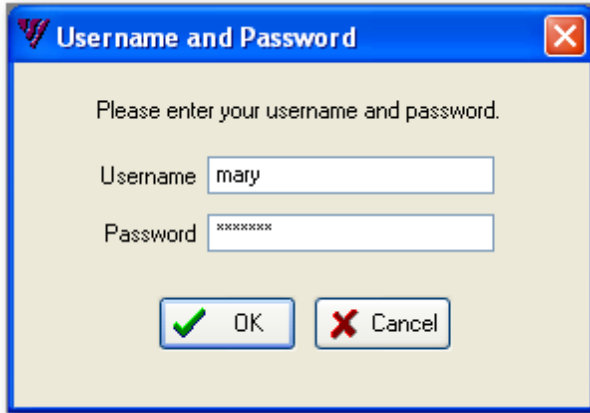 Username and Password
Please enter your username and password.
Username mary
Password *******
OK Cancel